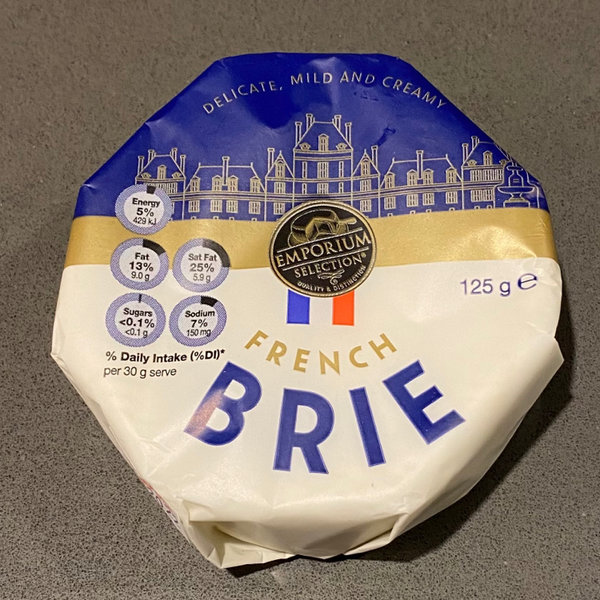 DELICATE, MILD AND CREAMY
EMPORIUM
SELECTION®
QUALITY & DISTINCTION
Energy
5%
429 kJ
Fat
13%
9.0 g
Sat Fat
25%
5.9 g
Sugars
<0.1%
<0.1 g
Sodium
7%
150 mg
% Daily Intake (%DI)*
per 30 g serve
125 g e
FRENCH
BRIE